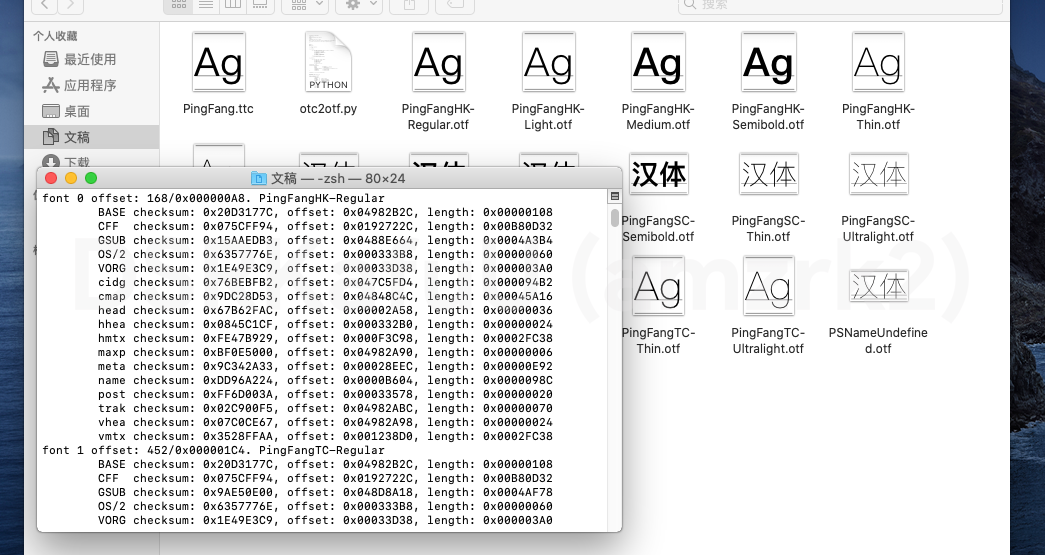 搜索
个人收藏
最近使用
应用程序
桌面
文稿
下载
Ag
Ag
Ag
Ag
Ag
Ag
PYTHON
PingFang.ttc
otc2otf.py
PingFangHK-
Regular.otf
PingFangHK-
Light.otf
PingFangHK-
Medium.otf
PingFangHK-
Semibold.otf
PingFangHK-
Thin.otf
汉体
汉体
汉体
PingFangSC-
Semibold.otf
PingFangSC-
Thin.otf
PingFangSC-
Ultralight.otf
Ag
Ag
汉体
PingFangTC-
Thin.otf
PingFangTC-
Ultralight.otf
PSNameUndefine
d.otf
文稿 — -zsh — 80×24
font 0 offset: 168/0x000000A8. PingFangHK-Regular
BASE checksum: 0x20D3177C, offset: 0x04982B2C, length: 0x00000108
CFF  checksum: 0x075CFF94, offset: 0x0192722C, length: 0x00B80D32
GSUB checksum: 0x15AAEDB3, offset: 0x0488E664, length: 0x0004A3B4
OS/2 checksum: 0x6357776E, offset: 0x000333B8, length: 0x00000060
VORG checksum: 0x1E49E3C9, offset: 0x00033D38, length: 0x000003A0
cidg checksum: 0x76BEBFB2, offset: 0x047C5FD4, length: 0x000094B2
cmap checksum: 0x9DC28D53, offset: 0x04848C4C, length: 0x00045A16
head checksum: 0x67B62FAC, offset: 0x00002A58, length: 0x00000036
hhea checksum: 0x0845C1CF, offset: 0x000332B0, length: 0x00000024
hmtx checksum: 0xFE47B929, offset: 0x000F3C98, length: 0x0002FC38
maxp checksum: 0xBF0E5000, offset: 0x04982A90, length: 0x00000006
meta checksum: 0x9C342A33, offset: 0x00028EEC, length: 0x00000E92
name checksum: 0xDD96A224, offset: 0x0000B604, length: 0x0000098C
post checksum: 0xFF6D003A, offset: 0x00033578, length: 0x00000020
trak checksum: 0x02C900F5, offset: 0x04982ABC, length: 0x00000070
vhea checksum: 0x07C0CE67, offset: 0x04982A98, length: 0x00000024
vmtx checksum: 0x3528FFAA, offset: 0x001238D0, length: 0x0002FC38
font 1 offset: 452/0x000001C4. PingFangTC-Regular
BASE checksum: 0x20D3177C, offset: 0x04982B2C, length: 0x00000108
CFF  checksum: 0x075CFF94, offset: 0x0192722C, length: 0x00B80D32
GSUB checksum: 0x9AE50E00, offset: 0x048D8A18, length: 0x0004AF78
OS/2 checksum: 0x6357776E, offset: 0x000333B8, length: 0x00000060
VORG checksum: 0x1E49E3C9, offset: 0x00033D38, length: 0x000003A0